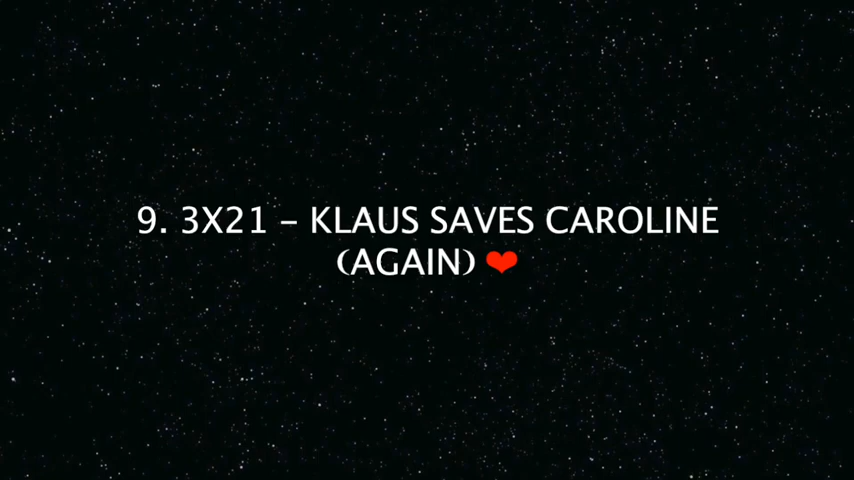 9. 3X21 – KLAUS SAVES CAROLINE
(AGAIN) ❤